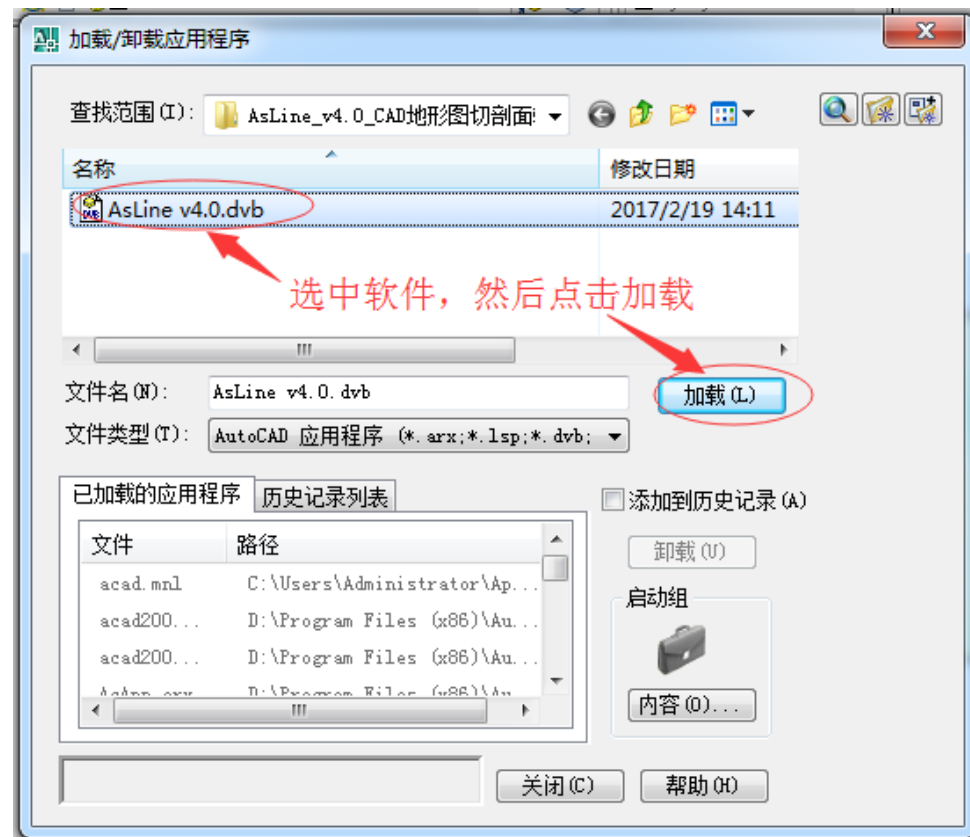 加载/卸载应用程序
查找范围(I): AsLine_v4.0_CAD地形图切剖面
名称 修改日期
AsLine v4.0.dvb 2017/2/19 14:11
选中软件，然后点击加载
文件名(N): AsLine v4.0.dvb 加载(L)
文件类型(T): AutoCAD 应用程序 (*.arx;*.lsp;*.dvb;
已加载的应用程序 历史记录列表 添加到历史记录(A)
文件 路径 卸载(U)
acad.mnl C:\Users\Administrator\Ap...
启动组
acad200... D:\Program Files (x86)\Au...
acad200... D:\Program Files (x86)\Au...
D:\Program Files (x86)\Au
内容(O)...
关闭(C) 帮助(H)